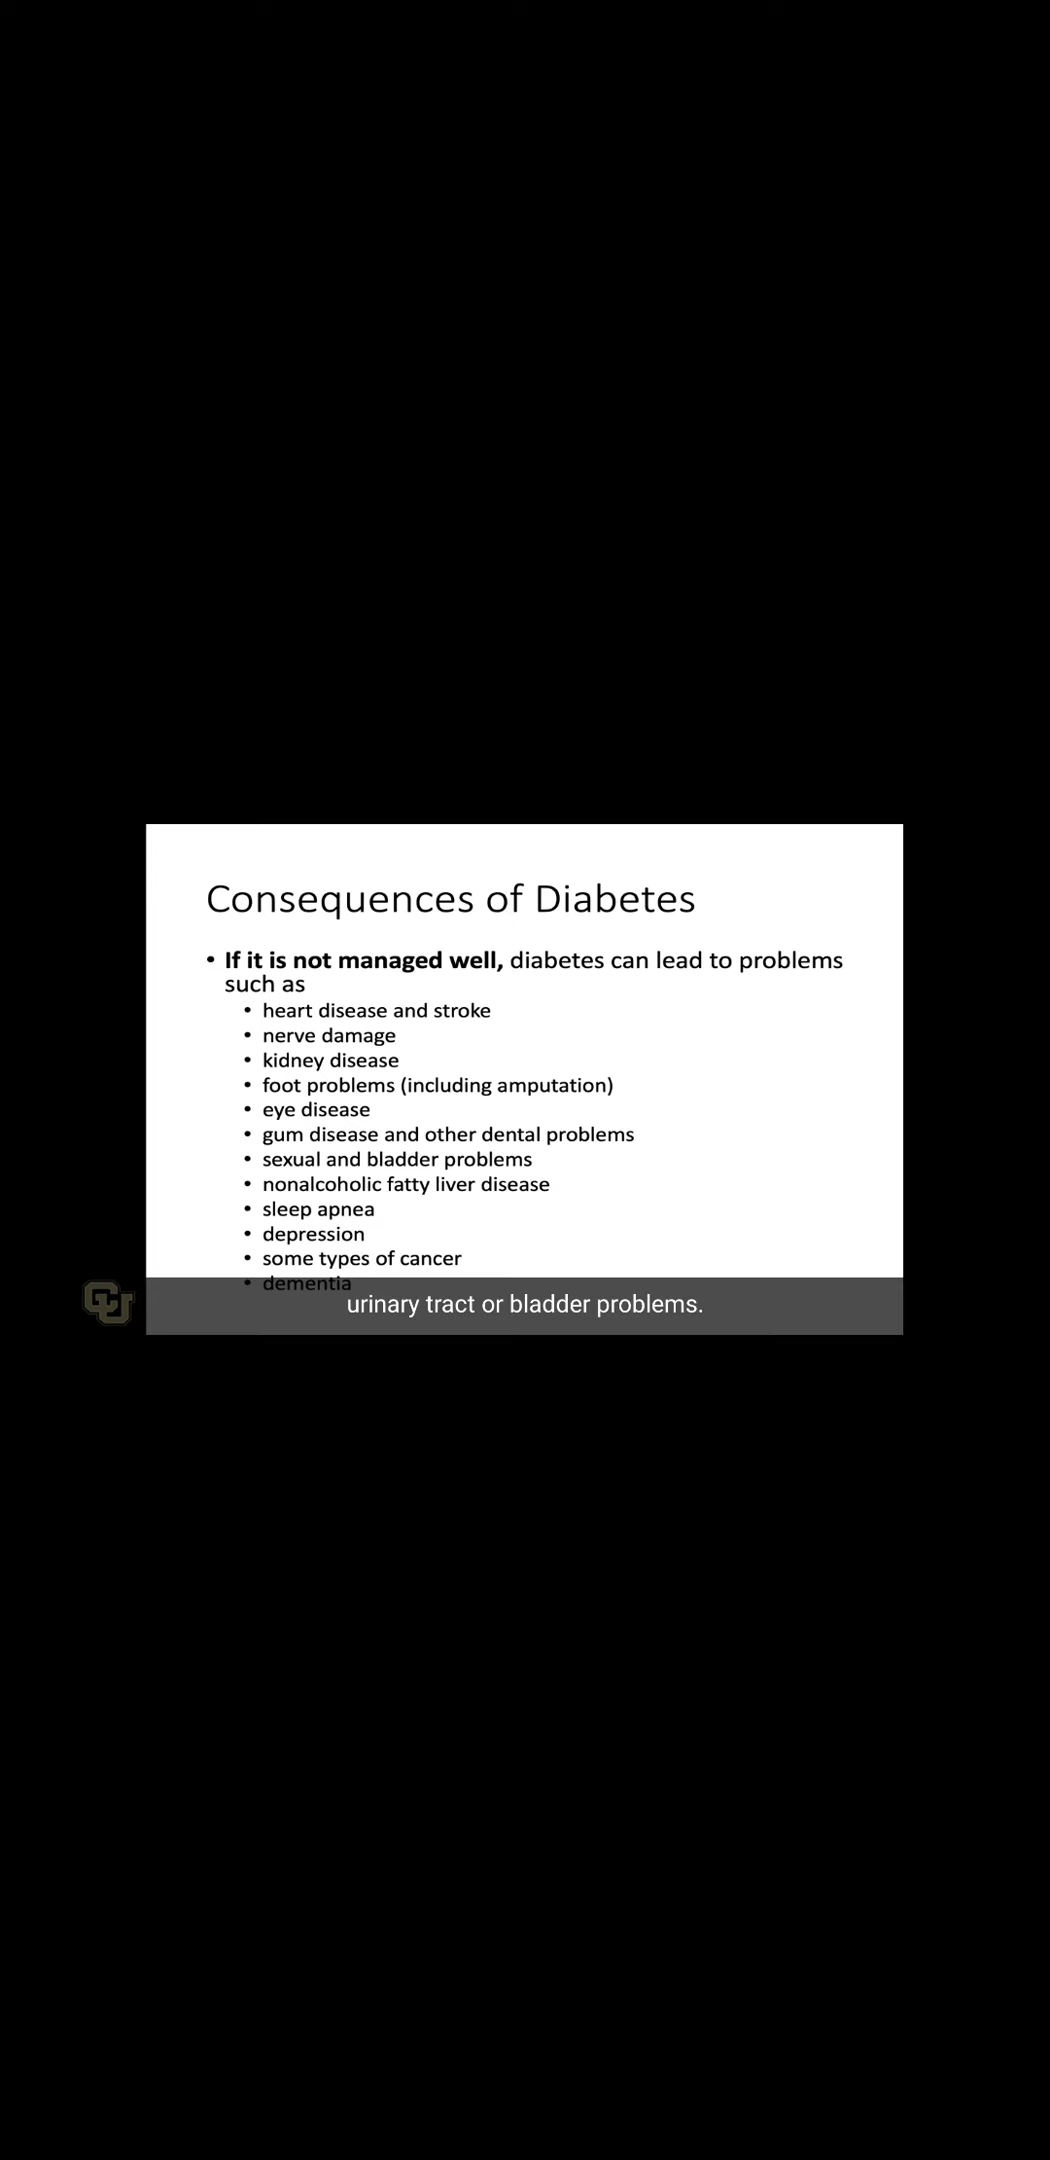 Consequences of Diabetes
• If it is not managed well, diabetes can lead to problems
such as
• heart disease and stroke
• nerve damage
• kidney disease
• foot problems (including amputation)
• eye disease
• gum disease and other dental problems
• sexual and bladder problems
• nonalcoholic fatty liver disease
• sleep apnea
• depression
• some types of cancer
• dementia
urinary tract or bladder problems.
CU